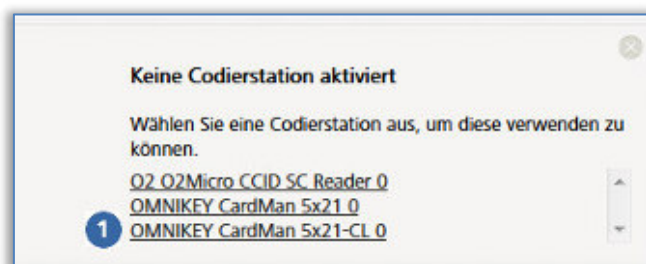 Keine Codierstation aktiviert
Wählen Sie eine Codierstation aus, um diese verwenden zu
können.
O2 O2Micro CCID SC Reader 0
OMNIKEY CardMan 5x21 0
1 OMNIKEY CardMan 5x21-CL 0